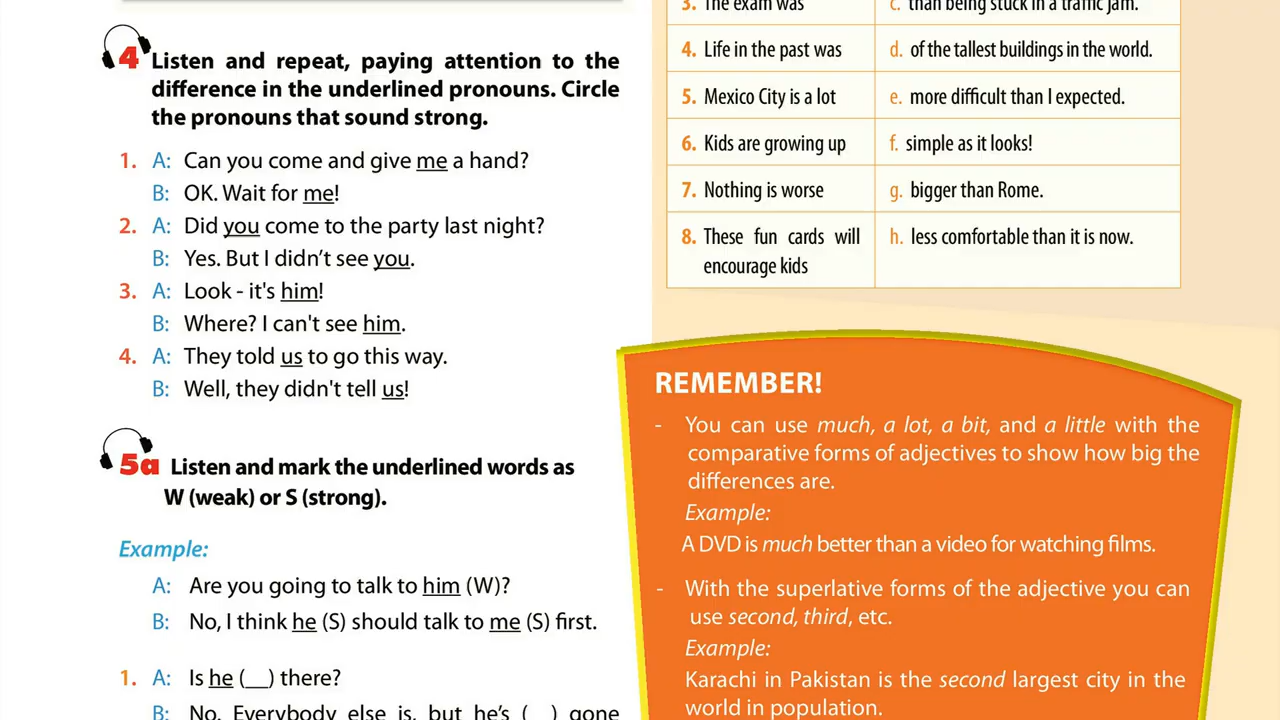 4 Listen and repeat, paying attention to the
difference in the underlined pronouns. Circle
the pronouns that sound strong.
1. A: Can you come and give me a hand?
B: OK. Wait for me!
2. A: Did you come to the party last night?
B: Yes. But I didn’t see you.
3. A: Look - it's him!
B: Where? I can't see him.
4. A: They told us to go this way.
B: Well, they didn't tell us!
5a Listen and mark the underlined words as
W (weak) or S (strong).
Example:
A: Are you going to talk to him (W)?
B: No, I think he (S) should talk to me (S) first.
1. A: Is he (__) there?
B: No. Everybody else is, but he’s (__) gone
3. The exam was c. than being stuck in a traffic jam.
4. Life in the past was d. of the tallest buildings in the world.
5. Mexico City is a lot e. more difficult than I expected.
6. Kids are growing up f. simple as it looks!
7. Nothing is worse g. bigger than Rome.
8. These fun cards will h. less comfortable than it is now.
encourage kids
REMEMBER!
- You can use much, a lot, a bit, and a little with the
comparative forms of adjectives to show how big the
differences are.
Example:
A DVD is much better than a video for watching films.
- With the superlative forms of the adjective you can
use second, third, etc.
Example:
Karachi in Pakistan is the second largest city in the
world in population.